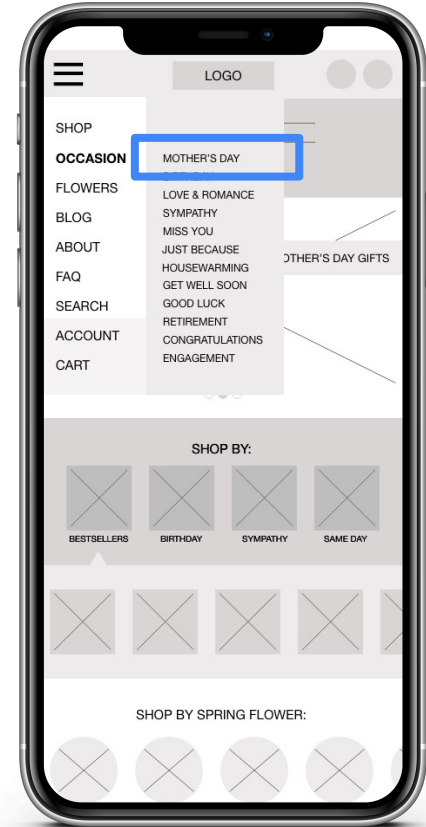 LOGO
SHOP
OCCASION
FLOWERS
BLOG
ABOUT
FAQ
SEARCH
ACCOUNT
CART
MOTHER'S DAY
LOVE & ROMANCE
SYMPATHY
MISS YOU
JUST BECAUSE
HOUSEWARMING
GET WELL SOON
GOOD LUCK
RETIREMENT
CONGRATULATIONS
ENGAGEMENT
OTHER'S DAY GIFTS
SHOP BY:
BESTSELLERS
BIRTHDAY
SYMPATHY
SAME DAY
SHOP BY SPRING FLOWER: